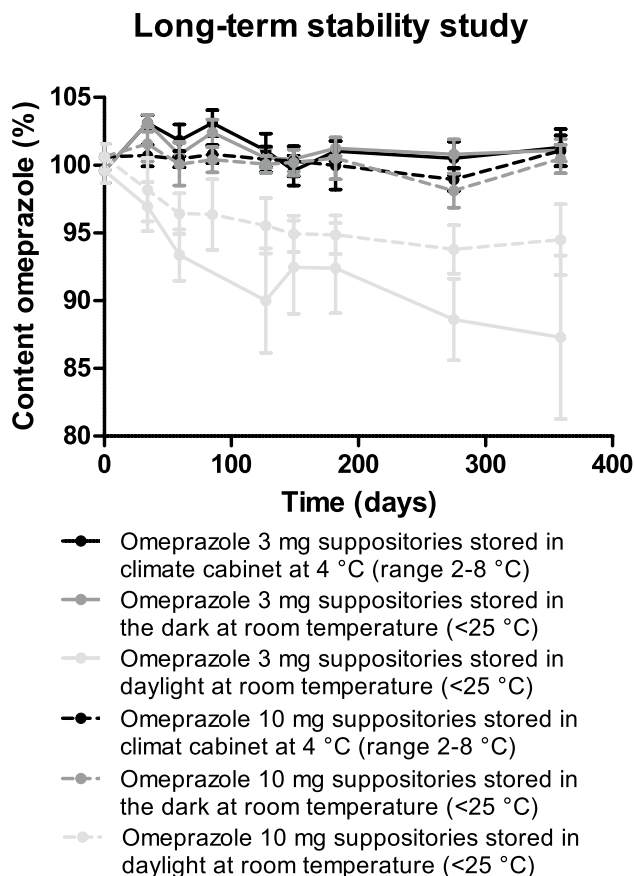 Long-term stability study
Content omeprazole (%)
105
100
95
90
85
80
0 100 200 300 400
Time (days)
Omeprazole 3 mg suppositories stored in
climate cabinet at 4 °C (range 2-8 °C)
Omeprazole 3 mg suppositories stored in
the dark at room temperature (<25 °C)
Omeprazole 3 mg suppositories stored in
daylight at room temperature (<25 °C)
Omeprazole 10 mg suppositories stored in
climat cabinet at 4 °C (range 2-8 °C)
Omeprazole 10 mg suppositories stored in
the dark at room temperature (<25 °C)
Omeprazole 10 mg suppositories stored in
daylight at room temperature (<25 °C)